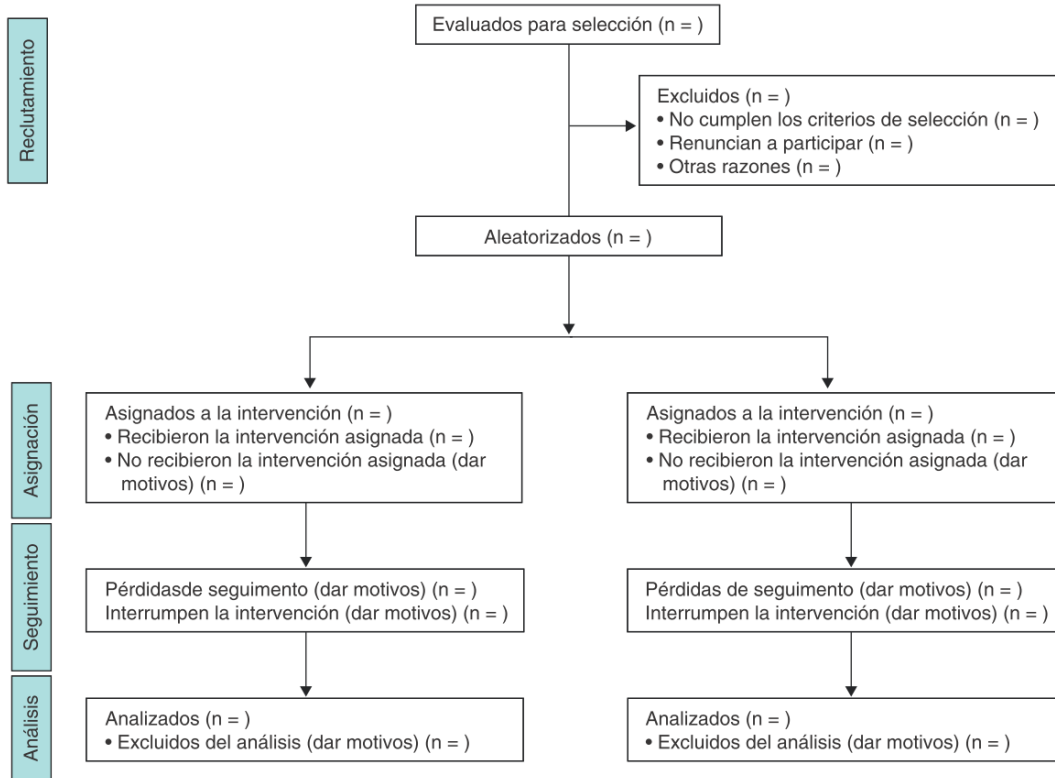 Reclutamiento
Evaluados para selección (n = )
Excluidos (n = )
• No cumplen los criterios de selección (n = )
• Renuncian a participar (n = )
• Otras razones (n = )
Aleatorizados (n = )
Asignación
Asignados a la intervención (n = )
• Recibieron la intervención asignada (n = )
• No recibieron la intervención asignada (dar
motivos) (n = )
Asignados a la intervención (n = )
• Recibieron la intervención asignada (n = )
• No recibieron la intervención asignada (dar
motivos) (n = )
Seguimiento
Pérdidasde seguimento (dar motivos) (n = )
Interrumpen la intervención (dar motivos) (n = )
Pérdidas de seguimento (dar motivos) (n = )
Interrumpen la intervención (dar motivos) (n = )
Análisis
Analizados (n = )
• Excluidos del análisis (dar motivos) (n = )
Analizados (n = )
• Excluidos del análisis (dar motivos) (n = )